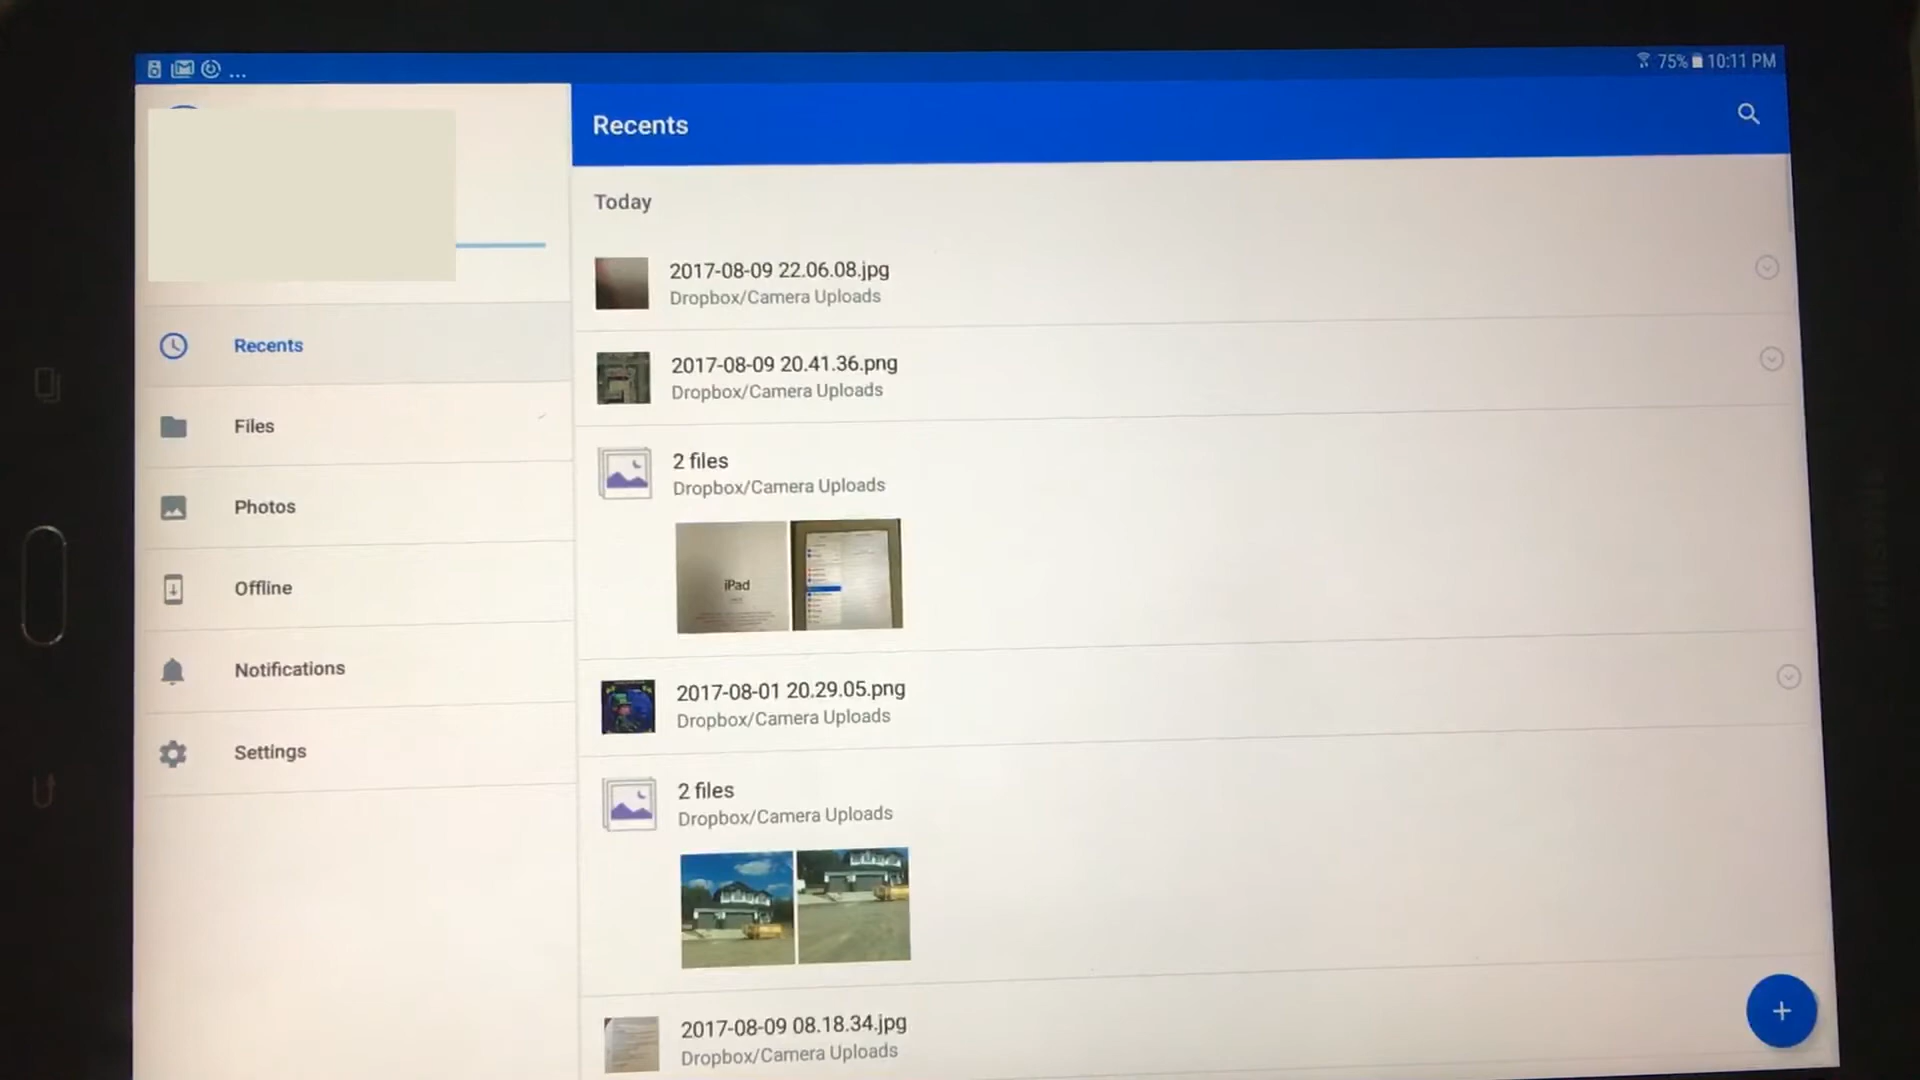 75% 10:11 PM
Recents
Today
2017-08-09 22.06.08.jpg
Dropbox/Camera Uploads
2017-08-09 20.41.36.png
Dropbox/Camera Uploads
2 files
Dropbox/Camera Uploads
iPad
2017-08-01 20.29.05.png
Dropbox/Camera Uploads
2 files
Dropbox/Camera Uploads
2017-08-09 08.18.34.jpg
Dropbox/Camera Uploads
Recents
Files
Photos
Offline
Notifications
Settings
SAMSUNG